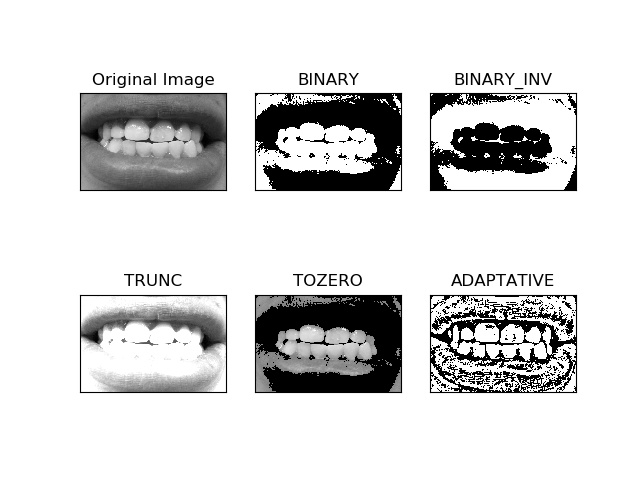 Original Image
BINARY
BINARY_INV
TRUNC
TOZERO
ADAPTATIVE